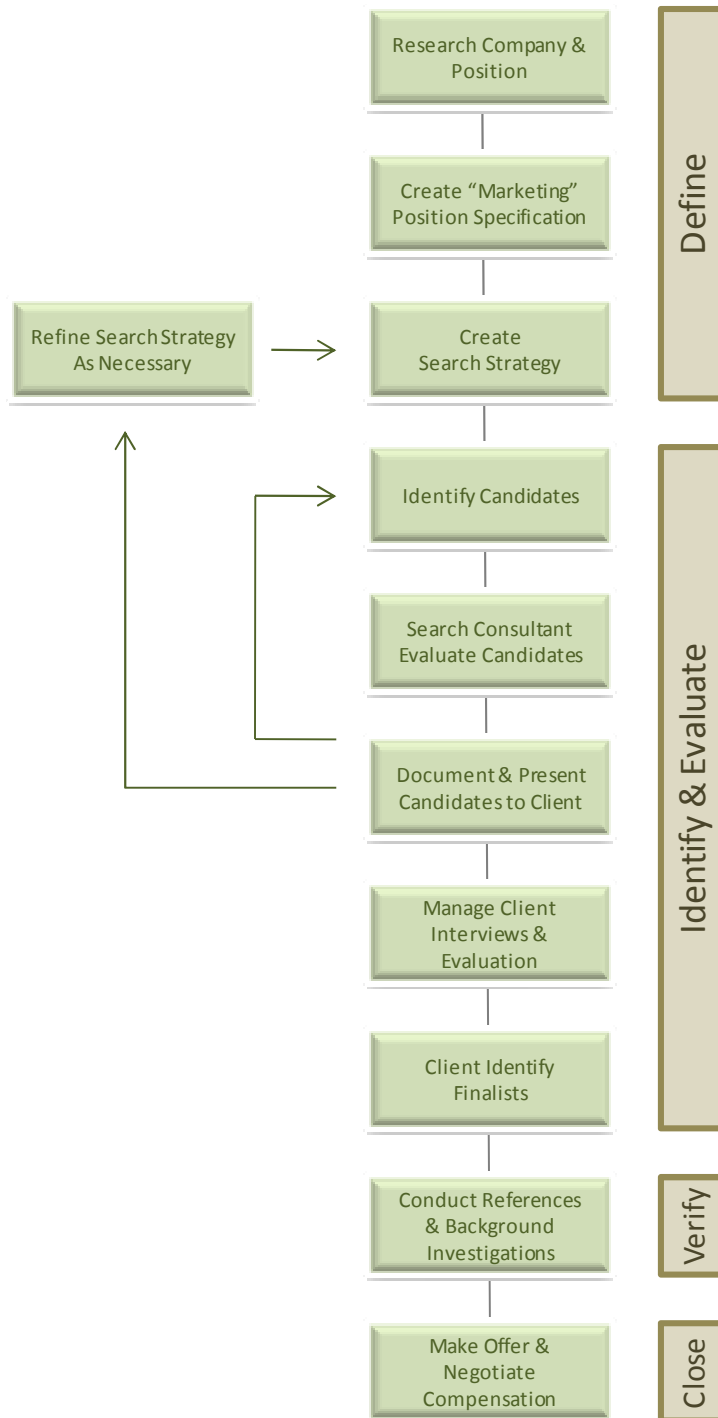 Research Company &
Position
Define
Create “Marketing”
Position Specification
Refine Search Strategy
As Necessary
Create
Search Strategy
Identify Candidates
Identify & Evaluate
Search Consultant
Evaluate Candidates
Document & Present
Candidates to Client
Manage Client
Interviews &
Evaluation
Client Identify
Finalists
Conduct References
& Background
Investigations
Verify
Make Offer &
Negotiate
Compensation
Close